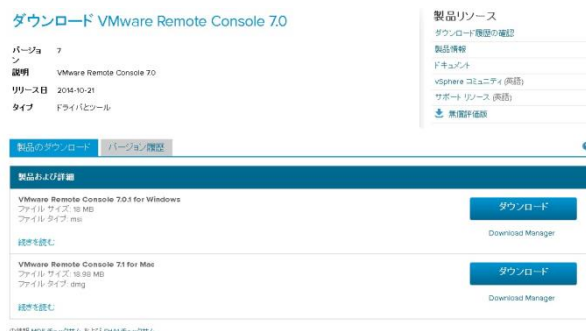 ダウンロード VMware Remote Console 7.0
バージョン 7
説明 VMware Remote Console 7.0
リリース日 2014-10-21
タイプ ドライバとツール
製品リソース
ダウンロード履歴の確認
製品情報
ドキュメント
vSphere コミュニティ (英語)
サポート リソース (英語)
無償評価版
製品のダウンロード バージョン履歴
製品および詳細
VMware Remote Console 7.0.1 for Windows
ファイル サイズ: 18 MB
ファイル タイプ: msi
続きを読む
ダウンロード
Download Manager
VMware Remote Console 7.1 for Mac
ファイル サイズ: 18.98 MB
ファイル タイプ: dmg
続きを読む
ダウンロード
Download Manager